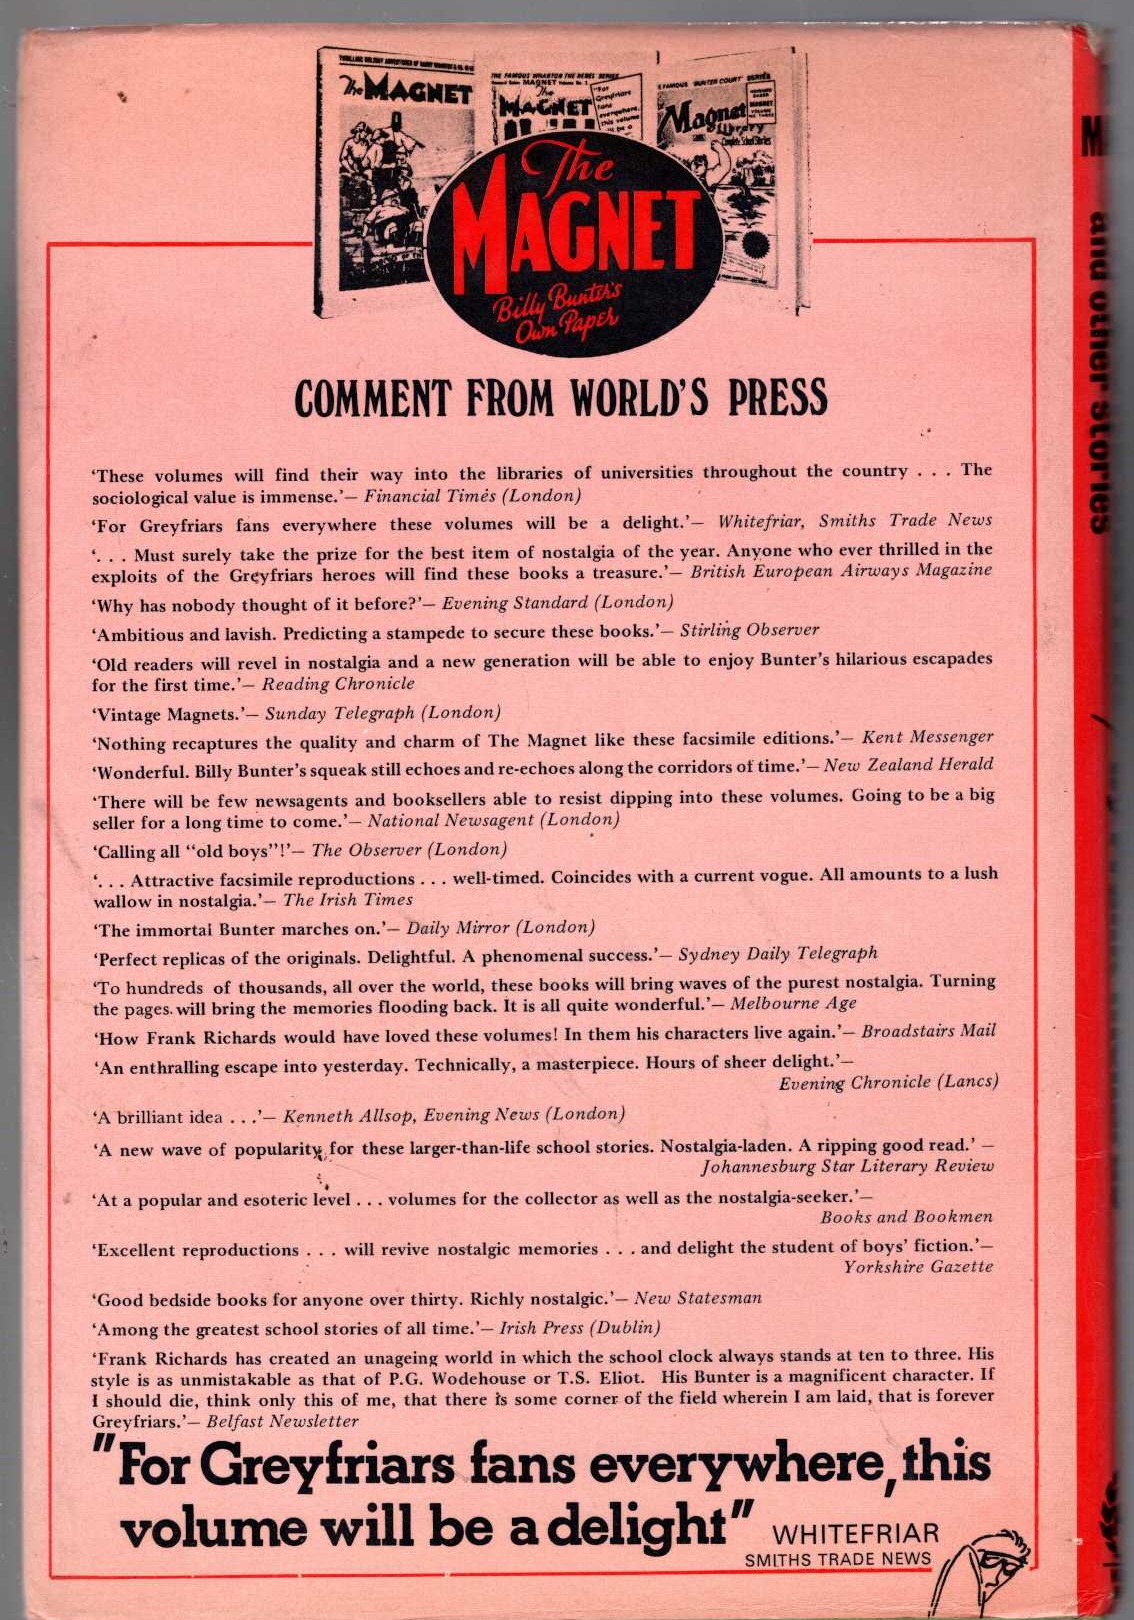 The MAGNET
THE FAMOUS WHARTON THE REBEL SERIES
The MAGNET
"For
Greyfriars
fans
everywhere,
this volume
will be a
FAMOUS BUNTER COURT SERIES
Magnet
Library
Complete School Stories
The
MAGNET
Billy Bunter's
Own Paper
COMMENT FROM WORLD'S PRESS
‘These volumes will find their way into the libraries of universities throughout the country . . . The
sociological value is immense.’— Financial Times (London)
‘For Greyfriars fans everywhere these volumes will be a delight.’— Whitefriar, Smiths Trade News
‘. . . Must surely take the prize for the best item of nostalgia of the year. Anyone who ever thrilled in the
exploits of the Greyfriars heroes will find these books a treasure.’— British European Airways Magazine
‘Why has nobody thought of it before?’— Evening Standard (London)
‘Ambitious and lavish. Predicting a stampede to secure these books.’— Stirling Observer
‘Old readers will revel in nostalgia and a new generation will be able to enjoy Bunter’s hilarious escapades
for the first time.’— Reading Chronicle
‘Vintage Magnets.’— Sunday Telegraph (London)
‘Nothing recaptures the quality and charm of The Magnet like these facsimile editions.’— Kent Messenger
‘Wonderful. Billy Bunter’s squeak still echoes and re-echoes along the corridors of time.’— New Zealand Herald
‘There will be few newsagents and booksellers able to resist dipping into these volumes. Going to be a big
seller for a long time to come.’— National Newsagent (London)
‘Calling all “old boys”!’— The Observer (London)
‘. . . Attractive facsimile reproductions . . . well-timed. Coincides with a current vogue. All amounts to a lush
wallow in nostalgia.’— The Irish Times
‘The immortal Bunter marches on.’— Daily Mirror (London)
‘Perfect replicas of the originals. Delightful. A phenomenal success.’— Sydney Daily Telegraph
‘To hundreds of thousands, all over the world, these books will bring waves of the purest nostalgia. Turning
the pages will bring the memories flooding back. It is all quite wonderful.’— Melbourne Age
‘How Frank Richards would have loved these volumes! In them his characters live again.’— Broadstairs Mail
‘An enthralling escape into yesterday. Technically, a masterpiece. Hours of sheer delight.’—
Evening Chronicle (Lancs)
‘A brilliant idea . . .’— Kenneth Allsop, Evening News (London)
‘A new wave of popularity for these larger-than-life school stories. Nostalgia-laden. A ripping good read.’ —
Johannesburg Star Literary Review
‘At a popular and esoteric level . . . volumes for the collector as well as the nostalgia-seeker.’—
Books and Bookmen
‘Excellent reproductions . . . will revive nostalgic memories . . . and delight the student of boys’ fiction.’—
Yorkshire Gazette
‘Good bedside books for anyone over thirty. Richly nostalgic.’— New Statesman
‘Among the greatest school stories of all time.’— Irish Press (Dublin)
‘Frank Richards has created an unageing world in which the school clock always stands at ten to three. His
style is as unmistakable as that of P.G. Wodehouse or T.S. Eliot. His Bunter is a magnificent character. If
I should die, think only this of me, that there is some corner of the field wherein I am laid, that is forever
Greyfriars.’— Belfast Newsletter
"For Greyfriars fans everywhere, this
volume will be a delight" WHITEFRIAR
SMITHS TRADE NEWS
and other stories